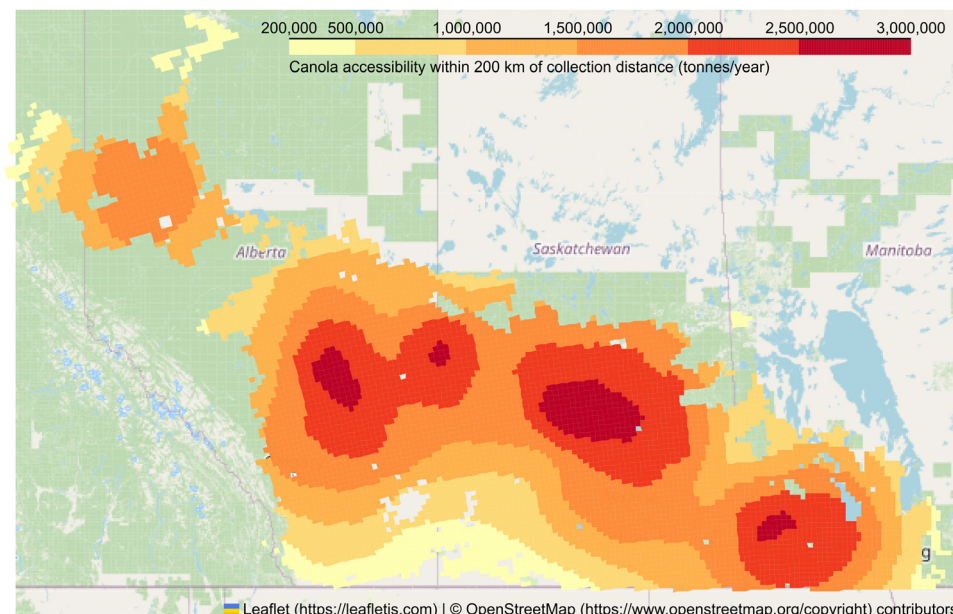 200,000 500,000 1,000,000 1,500,000 2,000,000 2,500,000 3,000,000
Canola accessibility within 200 km of collection distance (tonnes/year)
Alberta
Saskatchewan
Manitoba
g
Leaflet (https://leafletjs.com) | © OpenStreetMap (https://www.openstreetmap.org/copyright) contributors